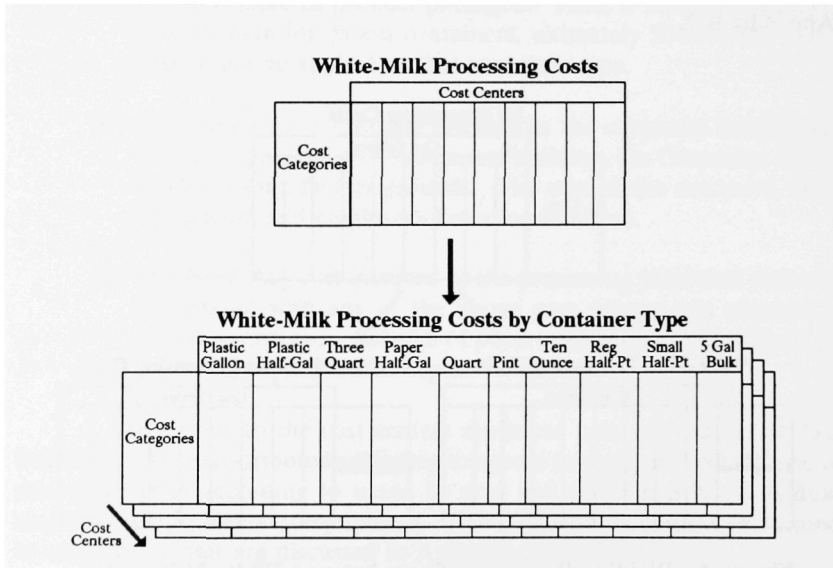 White-Milk Processing Costs
Cost Centers
Cost
Categories
White-Milk Processing Costs by Container Type
Plastic Gallon
Plastic Half-Gal
Three Quart
Paper Half-Gal
Quart
Pint
Ten Ounce
Reg Half-Pt
Small Half-Pt
5 Gal Bulk
Cost
Categories
Cost
Centers